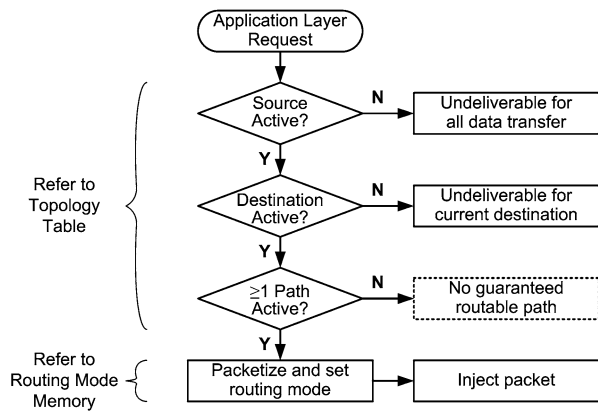 Application Layer
Request
Source
Active?
N
Undeliverable for
all data transfer
Y
Refer to
Topology
Table
Destination
Active?
N
Undeliverable for
current destination
Y
≥1 Path
Active?
N
No guaranteed
routable path
Y
Refer to
Routing Mode
Memory
Packetize and set
routing mode
Inject packet